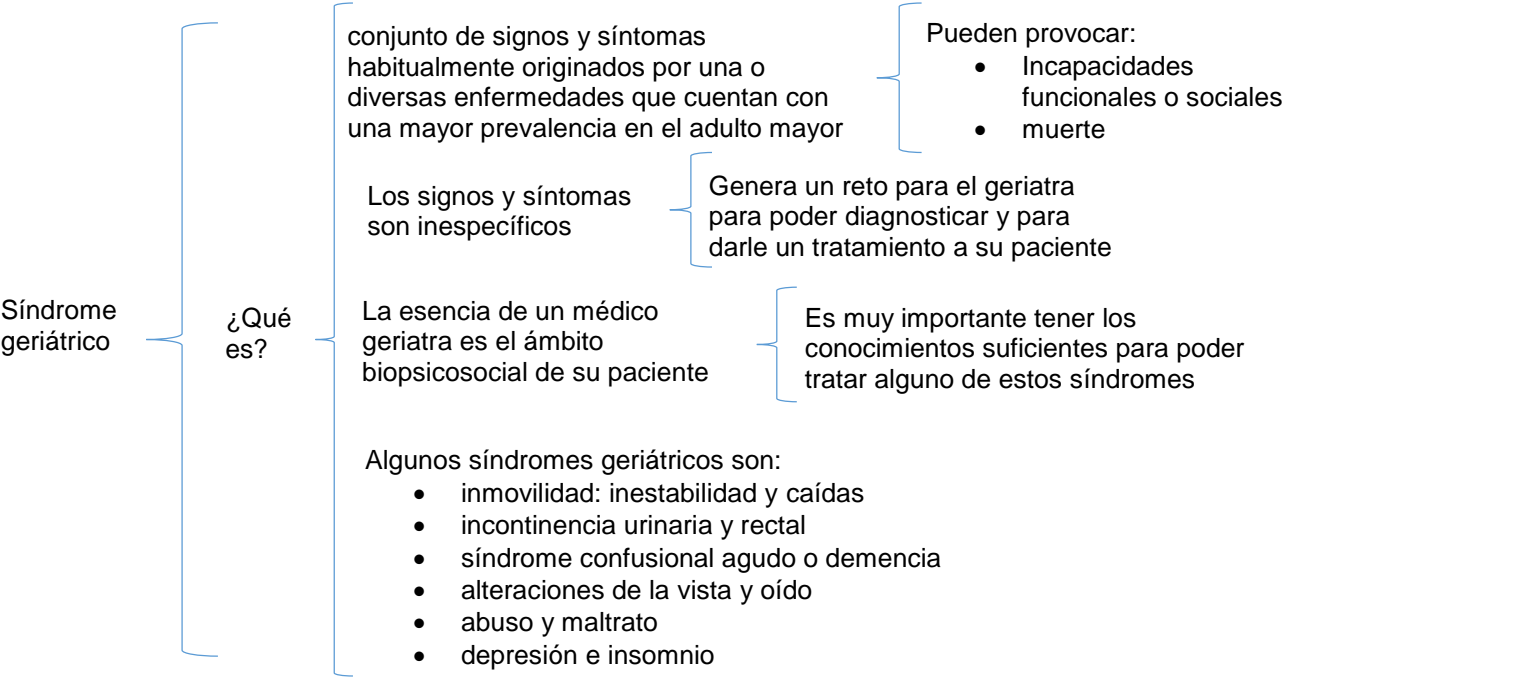 Síndrome
geriátrico
¿Qué
es?
conjunto de signos y síntomas
habitualmente originados por una o
diversas enfermedades que cuentan con
una mayor prevalencia en el adulto mayor
Pueden provocar:
• Incapacidades
funcionales o sociales
• muerte
Los signos y síntomas
son inespecíficos
Genera un reto para el geriatra
para poder diagnosticar y para
darle un tratamiento a su paciente
La esencia de un médico
geriatra es el ámbito
biopsicosocial de su paciente
Es muy importante tener los
conocimientos suficientes para poder
tratar alguno de estos síndromes
Algunos síndromes geriátricos son:
• inmovilidad: inestabilidad y caídas
• incontinencia urinaria y rectal
• síndrome confusional agudo o demencia
• alteraciones de la vista y oído
• abuso y maltrato
• depresión e insomnio